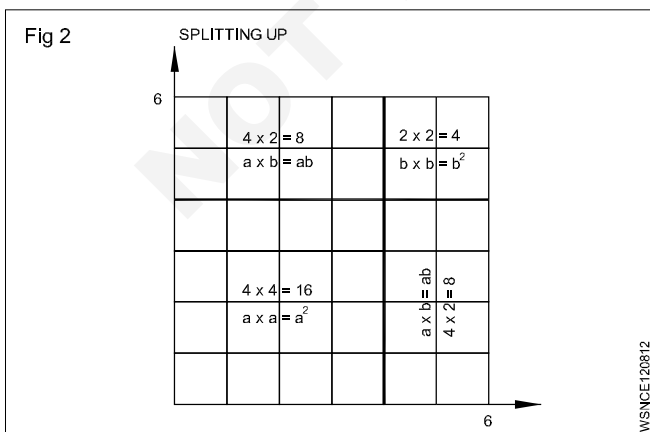 Fig 2
SPLITTING UP
NOT
6
4 x 2 = 8
a x b = ab
2 x 2 = 4
b x b = b²
4 x 4 = 16
a x a = a²
a x b = ab
4 x 2 = 8
6
WSNCE120812